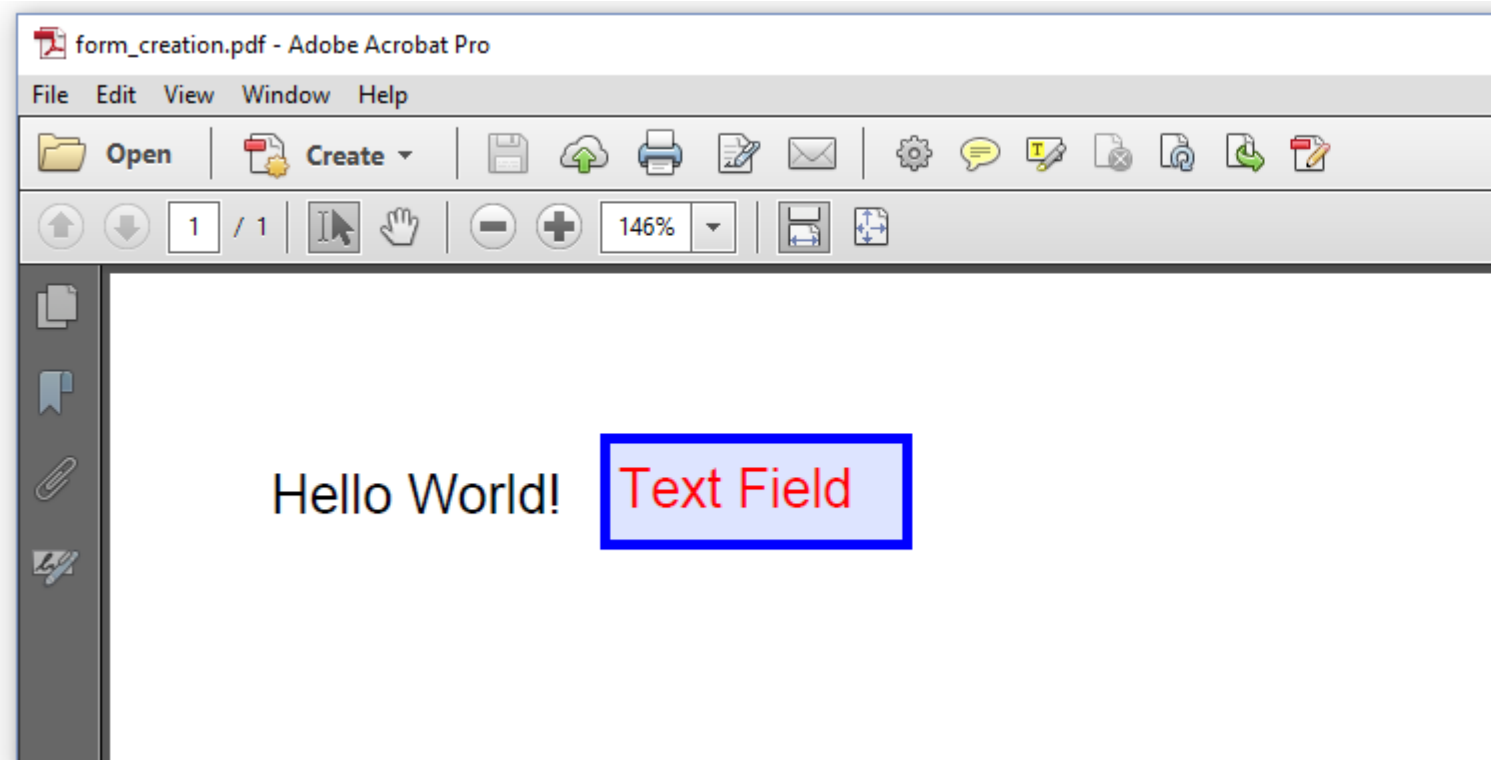 form_creation.pdf - Adobe Acrobat Pro
File Edit View Window Help
Open Create
1 / 1 146%
Hello World! Text Field